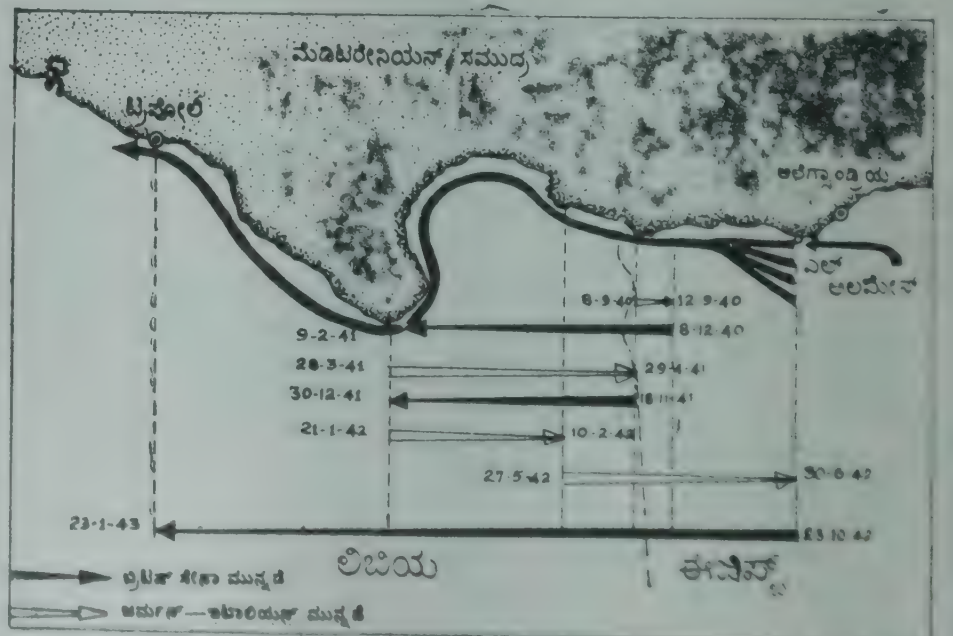 ಮೆಡಿಟರೇನಿಯನ್ ಸಮುದ್ರ
ಟ್ರಿಪೋಲಿ
ಅಲೆಗ್ಸಾಂಡ್ರಿಯ
ಎಲ್
ಅಲಮೇನ್
8-9-40 12-9-40
9-2-41 8-12-40
28-3-41 29-4-41
30-12-41 18-11-41
21-1-42 10-2-42
27-5-42 30-6-42
23-1-43 23-10-42
ಲಿಬಿಯ ಈಜಿಪ್ಟ್
ಬ್ರಿಟಿಷ್ ಸೇನಾ ಮುನ್ನಡೆ
ಜರ್ಮನ್—ಇಟಾಲಿಯನ್ ಮುನ್ನಡೆ